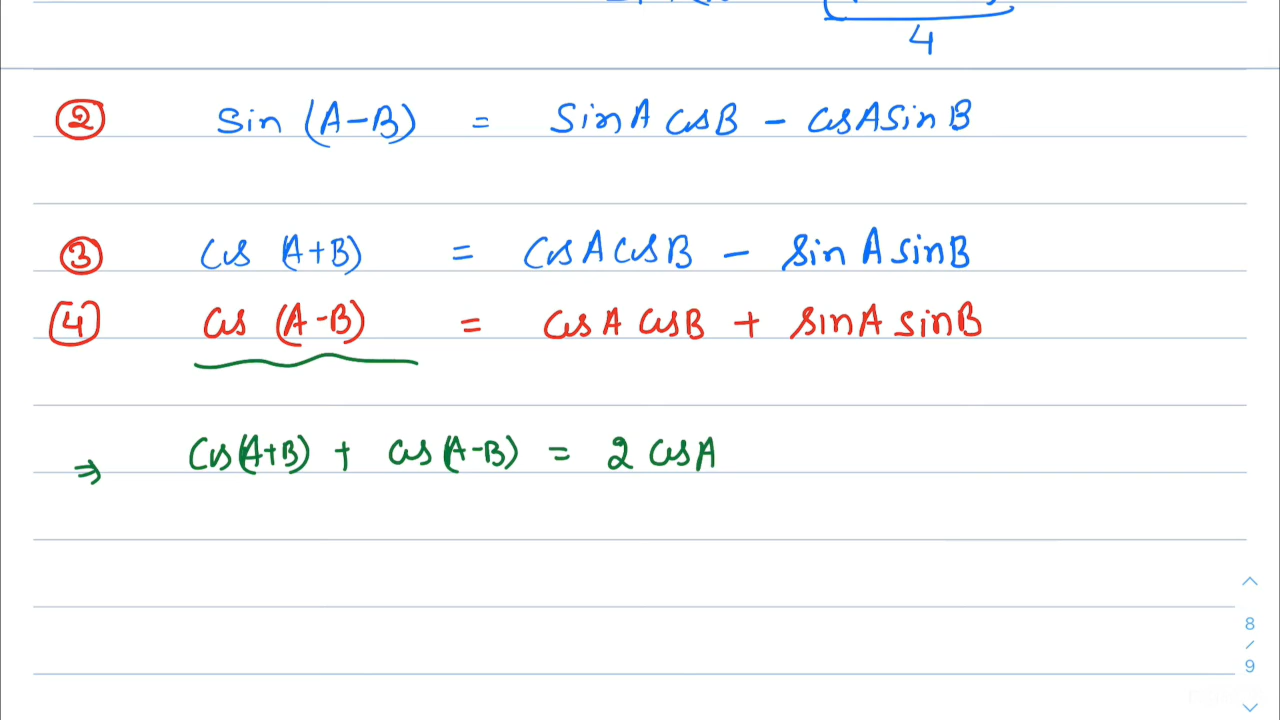 4
② sin (A-B) = sinA cosB - cosA sinB
③ cos (A+B) = cosA cosB - sinA sinB
④ cos (A-B) = cosA cosB + sinA sinB
⇒ cos(A+B) + cos(A-B) = 2 cosA
8
/
9